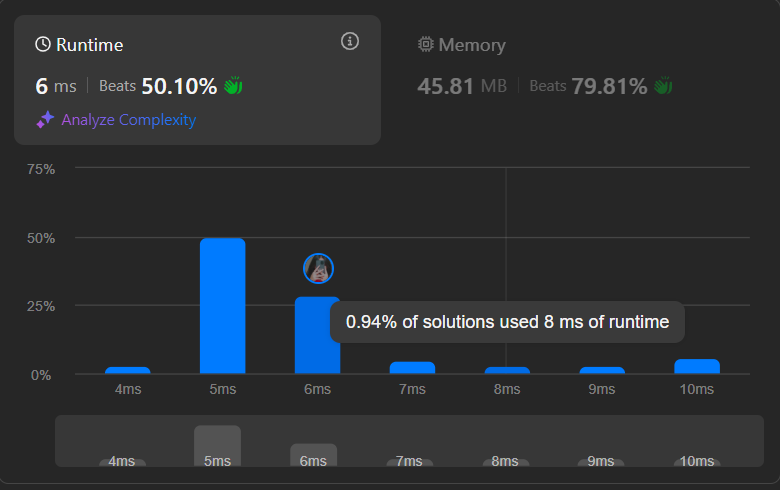 Runtime
Memory
6 ms Beats 50.10%
45.81 MB Beats 79.81%
Analyze Complexity
75%
50%
25%
0%
0.94% of solutions used 8 ms of runtime
4ms 5ms 6ms 7ms 8ms 9ms 10ms
4ms 5ms 6ms 7ms 8ms 9ms 10ms